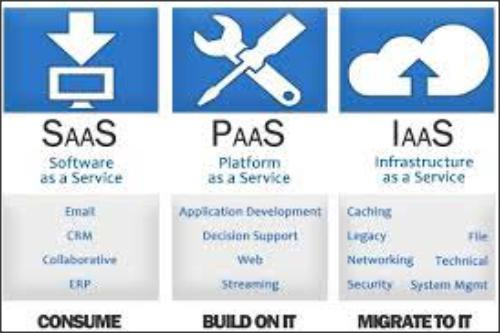 SAAS
Software
as a Service
Email
CRM
Collaborative
ERP
CONSUME
PAAS
Platform
as a Service
Application Development
Decision Support
Web
Streaming
BUILD ON IT
IAAS
Infrastructure
as a Service
Caching
Legacy File
Networking Technical
Security System Mgmt
MIGRATE TO IT